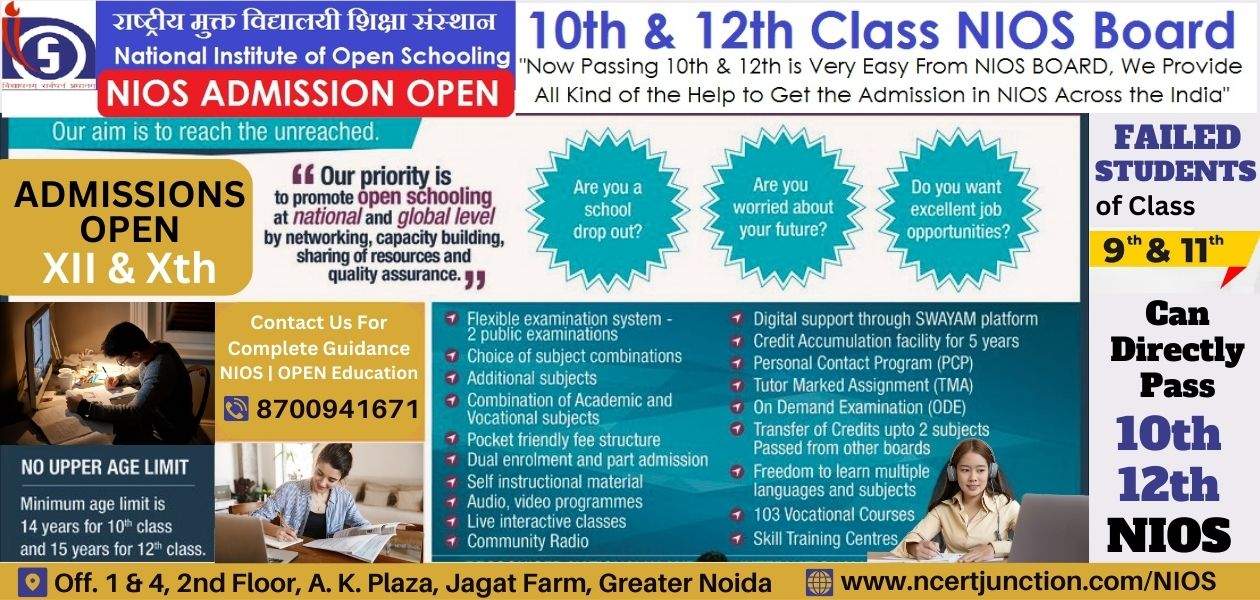 राष्ट्रीय मुक्त विद्यालयी शिक्षा संस्थान
National Institute of Open Schooling
NIOS ADMISSION OPEN
10th & 12th Class NIOS Board
"Now Passing 10th & 12th is Very Easy From NIOS BOARD, We Provide
All Kind of the Help to Get the Admission in NIOS Across the India"
Our aim is to reach the unreached.
ADMISSIONS
OPEN
XII & Xth
❝ Our priority is
to promote open schooling
at national and global level
by networking, capacity building,
sharing of resources and
quality assurance. ❞
Are you a
school
drop out?
Are you
worried about
your future?
Do you want
excellent job
opportunities?
FAILED
STUDENTS
of Class
9th & 11th
Can
Directly
Pass
10th
12th
NIOS
Contact Us For
Complete Guidance
NIOS | OPEN Education
8700941671
NO UPPER AGE LIMIT
Minimum age limit is
14 years for 10th class
and 15 years for 12th class.
Flexible examination system -
2 public examinations
Choice of subject combinations
Additional subjects
Combination of Academic and
Vocational subjects
Pocket friendly fee structure
Dual enrolment and part admission
Self instructional material
Audio, video programmes
Live interactive classes
Community Radio
Digital support through SWAYAM platform
Credit Accumulation facility for 5 years
Personal Contact Program (PCP)
Tutor Marked Assignment (TMA)
On Demand Examination (ODE)
Transfer of Credits upto 2 subjects
Passed from other boards
Freedom to learn multiple
languages and subjects
103 Vocational Courses
Skill Training Centres
Off. 1 & 4, 2nd Floor, A. K. Plaza, Jagat Farm, Greater Noida
www.ncertjunction.com/NIOS